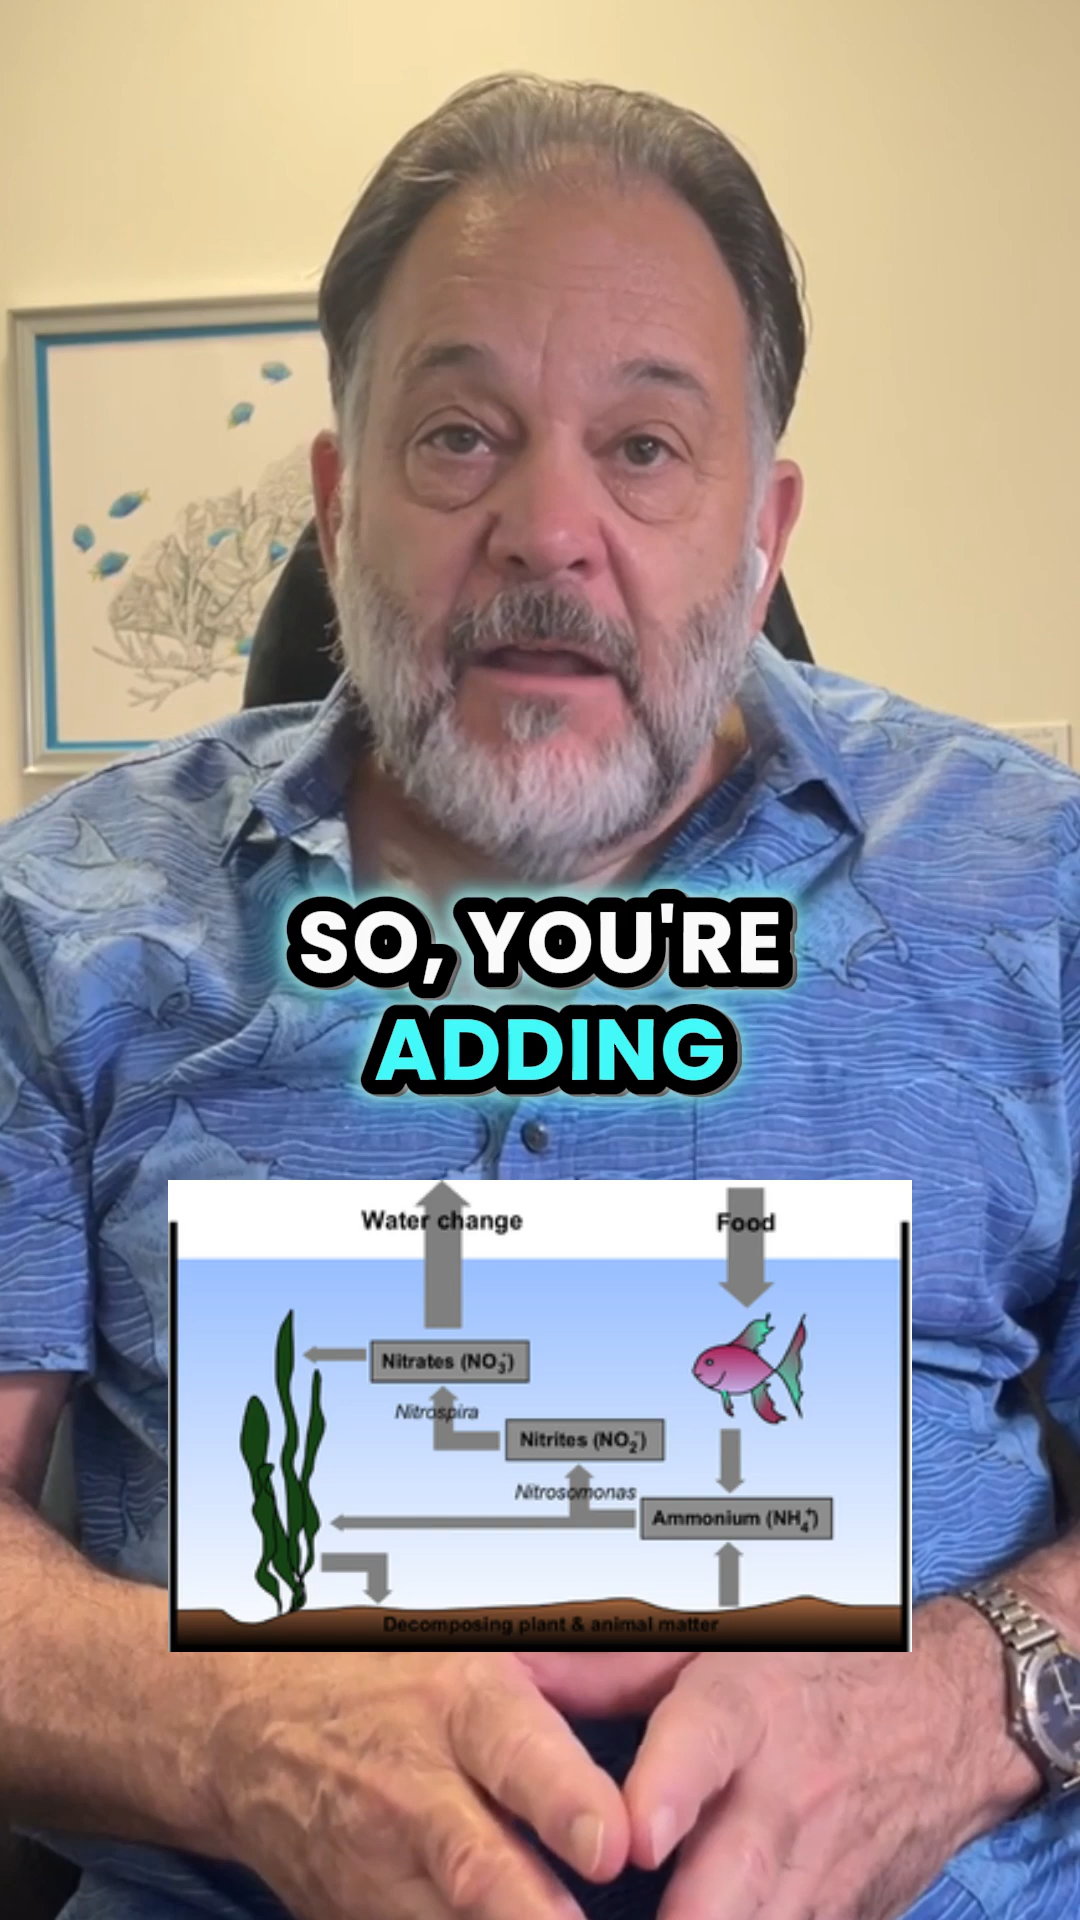 SO, YOU'RE
ADDING
Water change
Food
Nitrates (NO₃⁻)
Nitrospira
Nitrites (NO₂⁻)
Nitrosomonas
Ammonium (NH₄⁺)
Decomposing plant & animal matter